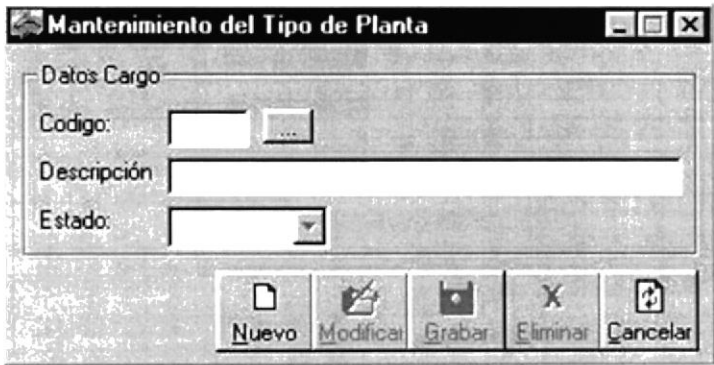 Mantenimiento del Tipo de Planta
Datos Cargo
Codigo: ...
Descripción
Estado:
Nuevo Modificar Grabar Eliminar Cancelar